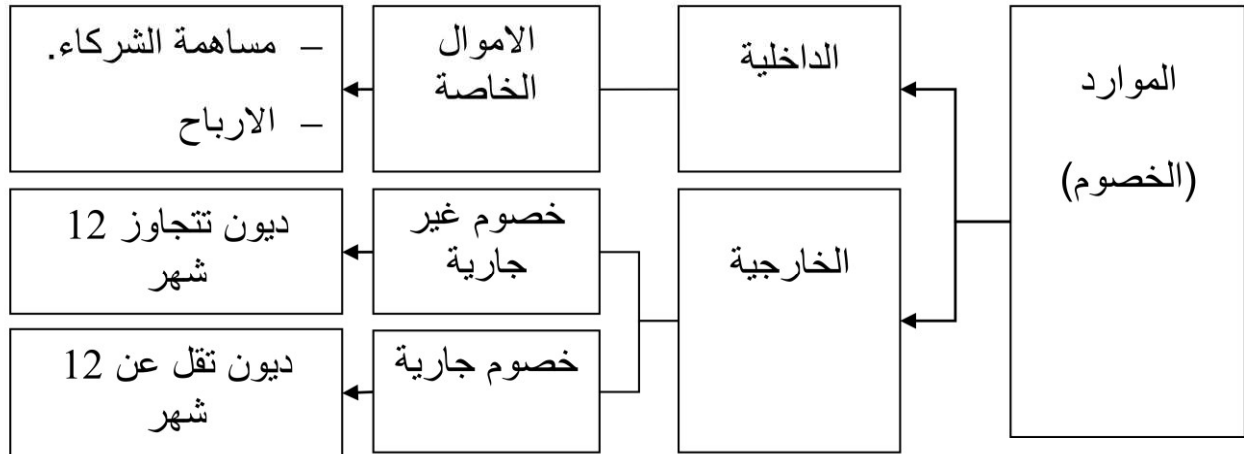 الموارد
(الخصوم)
الداخلية
الاموال
الخاصة
– مساهمة الشركاء.
– الارباح
الخارجية
خصوم غير
جارية
ديون تتجاوز 12
شهر
خصوم جارية
ديون تقل عن 12
شهر